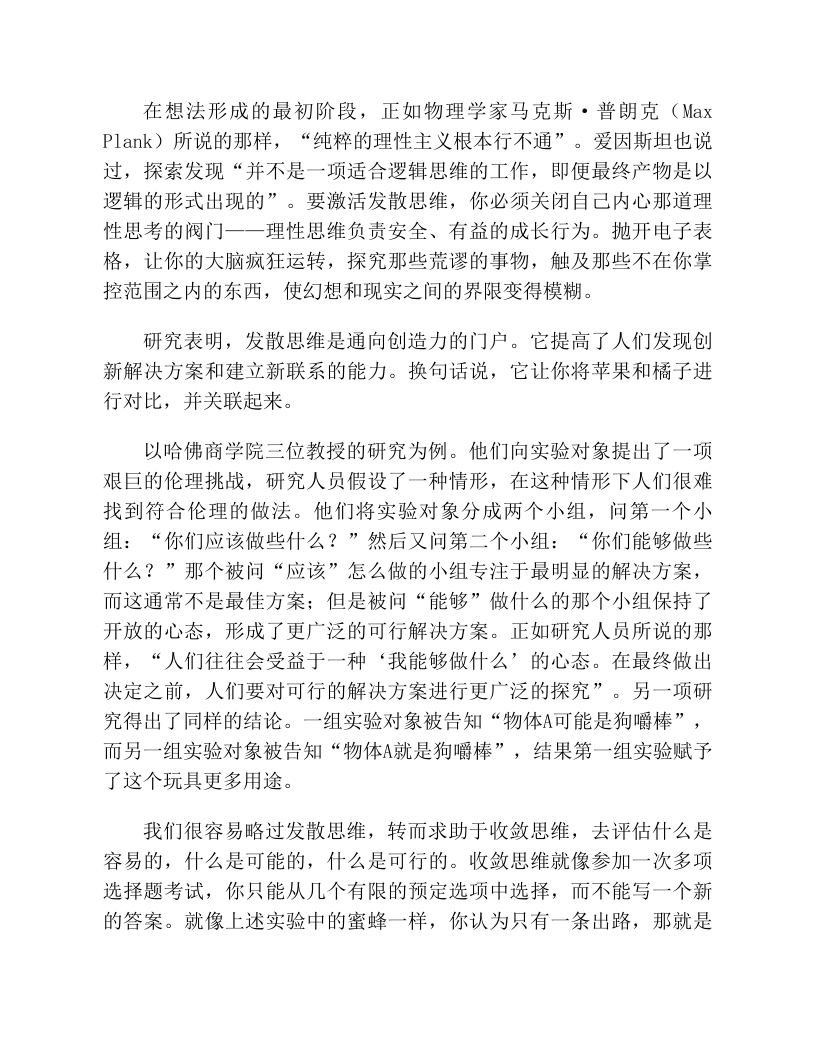 在想法形成的最初阶段，正如物理学家马克斯·普朗克（Max
Plank）所说的那样，“纯粹的理性主义根本行不通”。爱因斯坦也说
过，探索发现“并不是一项适合逻辑思维的工作，即便最终产物是以
逻辑的形式出现的”。要激活发散思维，你必须关闭自己内心那道理
性思考的阀门——理性思维负责安全、有益的成长行为。抛开电子表
格，让你的大脑疯狂运转，探究那些荒谬的事物，触及那些不在你掌
控范围之内的东西，使幻想和现实之间的界限变得模糊。
研究表明，发散思维是通向创造力的门户。它提高了人们发现创
新解决方案和建立新联系的能力。换句话说，它让你将苹果和橘子进
行对比，并关联起来。
以哈佛商学院三位教授的研究为例。他们向实验对象提出了一项
艰巨的伦理挑战，研究人员假设了一种情形，在这种情形下人们很难
找到符合伦理的做法。他们将实验对象分成两个小组，问第一个小
组：“你们应该做些什么？”然后又问第二个小组：“你们能够做些
什么？”那个被问“应该”怎么做的小组专注于最明显的解决方案，
而这通常不是最佳方案；但是被问“能够”做什么的那个小组保持了
开放的心态，形成了更广泛的可行解决方案。正如研究人员所说的那
样，“人们往往会受益于一种‘我能够做什么’的心态。在最终做出
决定之前，人们要对可行的解决方案进行更广泛的探究”。另一项研
究得出了同样的结论。一组实验对象被告知“物体A可能是狗嚼棒”，
而另一组实验对象被告知“物体A就是狗嚼棒”，结果第一组实验赋予
了这个玩具更多用途。
我们很容易略过发散思维，转而求助于收敛思维，去评估什么是
容易的，什么是可能的，什么是可行的。收敛思维就像参加一次多项
选择题考试，你只能从几个有限的预定选项中选择，而不能写一个新
的答案。就像上述实验中的蜜蜂一样，你认为只有一条出路，那就是